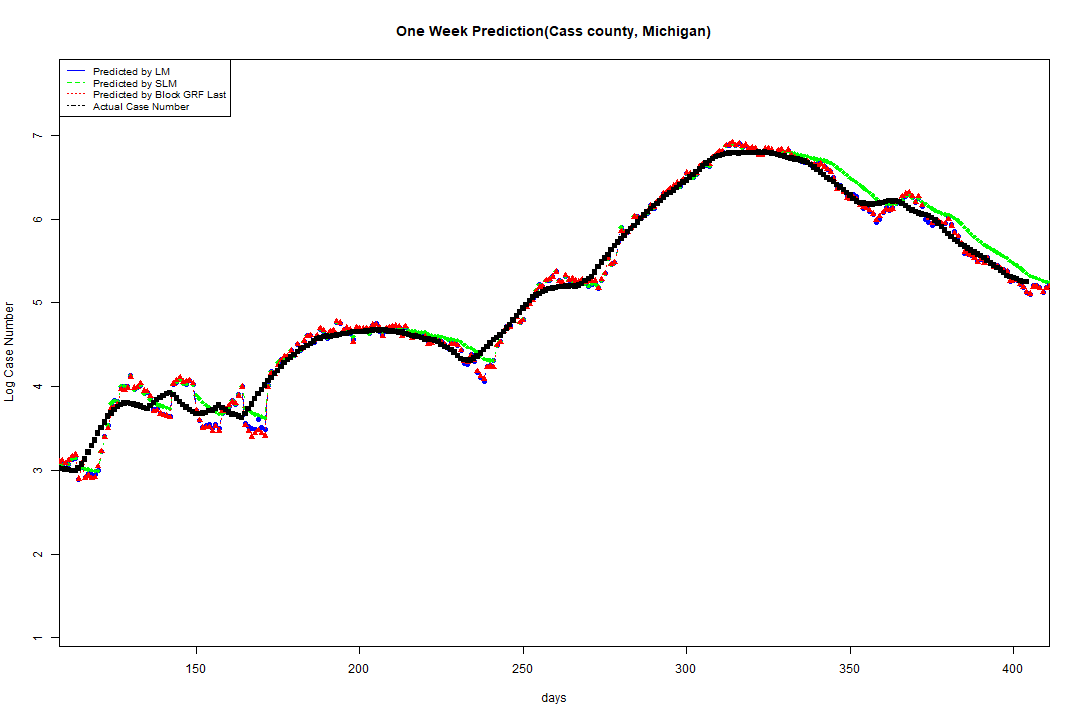 One Week Prediction(Cass county, Michigan)
Predicted by LM
Predicted by SLM
Predicted by Block GRF Last
Actual Case Number
7
6
5
4
3
2
1
Log Case Number
150 200 250 300 350 400
days